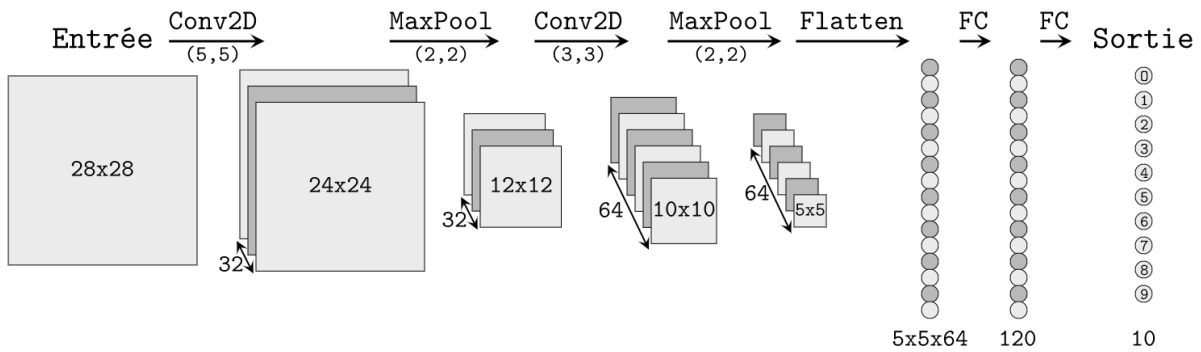 Entrée
Conv2D
(5,5)
MaxPool
(2,2)
Conv2D
(3,3)
MaxPool
(2,2)
Flatten
FC
FC
Sortie
28x28
24x24
32
12x12
32
10x10
64
5x5
64
0
1
2
3
4
5
6
7
8
9
5x5x64
120
10